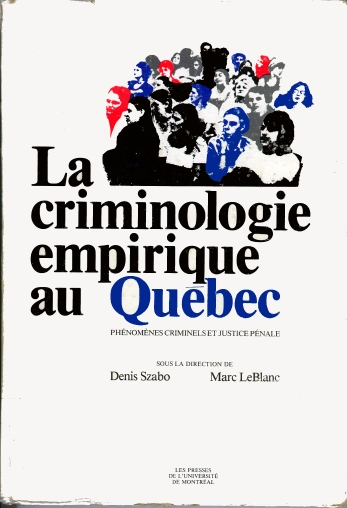 La
criminologie
empirique
au Québec
PHÉNOMÈNES CRIMINELS ET JUSTICE PÉNALE
SOUS LA DIRECTION DE
Denis Szabo Marc LeBlanc
LES PRESSES
DE L'UNIVERSITÉ
DE MONTRÉAL